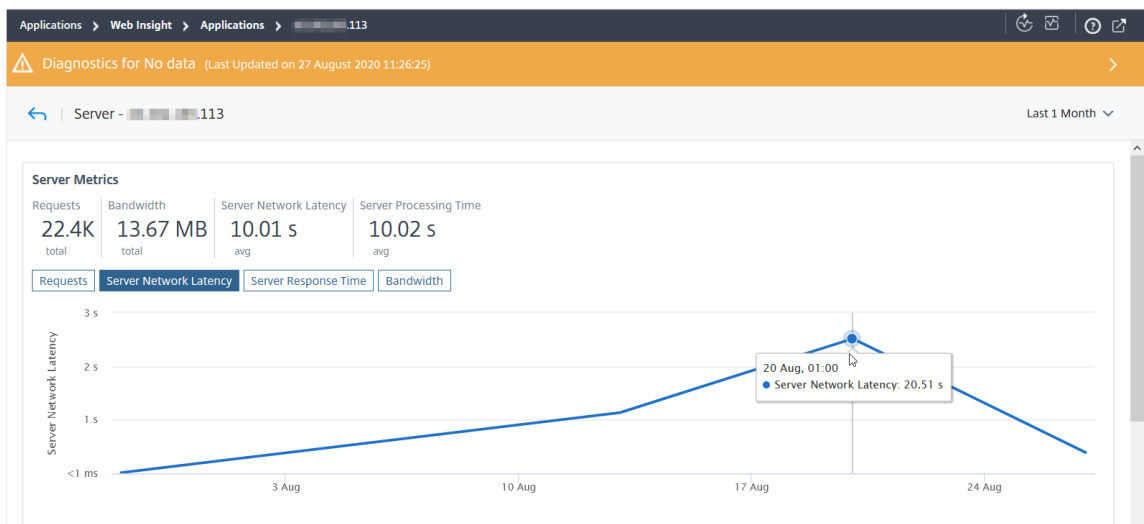 Applications > Web Insight > Applications > .113
Diagnostics for No data (Last Updated on 27 August 2020 11:26:25)
Server - .113
Last 1 Month
Server Metrics
Requests Bandwidth Server Network Latency Server Processing Time
22.4K 13.67 MB 10.01 s 10.02 s
total total avg avg
Requests Server Network Latency Server Response Time Bandwidth
Server Network Latency
3 s
2 s
1 s
<1 ms
20 Aug, 01:00
Server Network Latency: 20.51 s
3 Aug 10 Aug 17 Aug 24 Aug